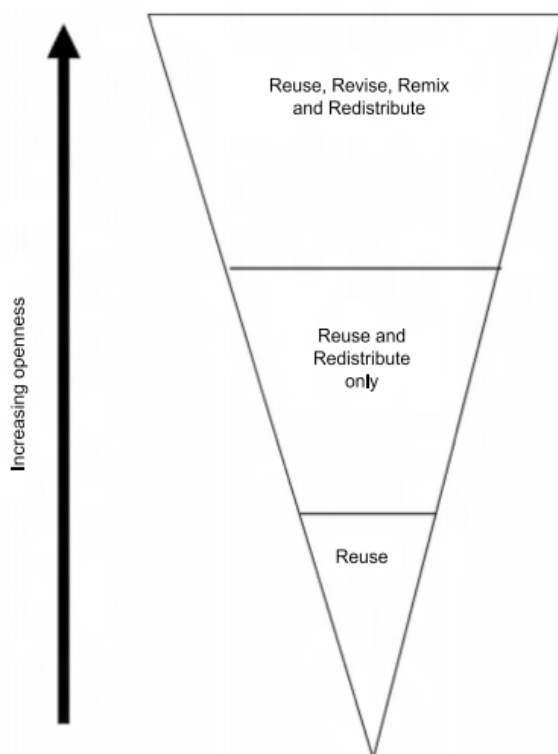 Reuse, Revise, Remix
and Redistribute
Increasing openness
Reuse and
Redistribute
only
Reuse